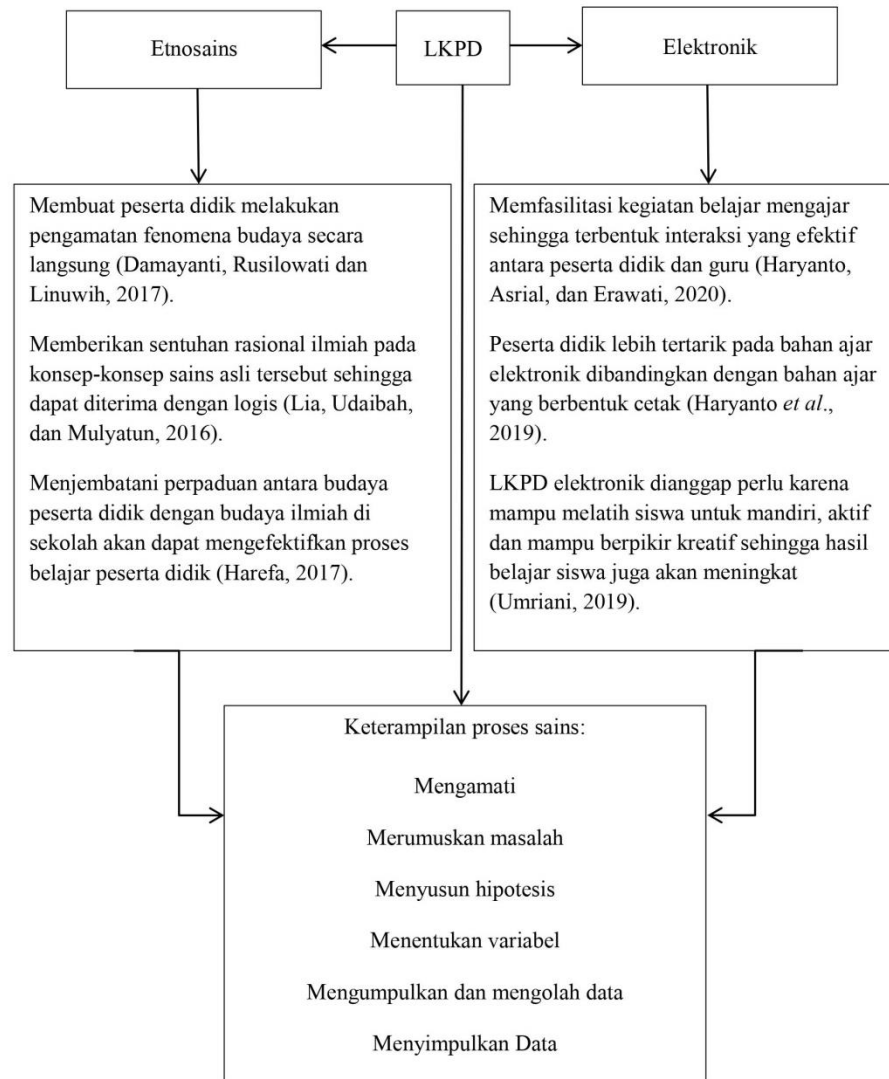 Etnosains
LKPD
Elektronik
Membuat peserta didik melakukan
pengamatan fenomena budaya secara
langsung (Damayanti, Rusilowati dan
Linuwih, 2017).
Memberikan sentuhan rasional ilmiah pada
konsep-konsep sains asli tersebut sehingga
dapat diterima dengan logis (Lia, Udaibah,
dan Mulyatun, 2016).
Menjembatani perpaduan antara budaya
peserta didik dengan budaya ilmiah di
sekolah akan dapat mengefektifkan proses
belajar peserta didik (Harefa, 2017).
Memfasilitasi kegiatan belajar mengajar
sehingga terbentuk interaksi yang efektif
antara peserta didik dan guru (Haryanto,
Asrial, dan Erawati, 2020).
Peserta didik lebih tertarik pada bahan ajar
elektronik dibandingkan dengan bahan ajar
yang berbentuk cetak (Haryanto et al.,
2019).
LKPD elektronik dianggap perlu karena
mampu melatih siswa untuk mandiri, aktif
dan mampu berpikir kreatif sehingga hasil
belajar siswa juga akan meningkat
(Umriani, 2019).
Keterampilan proses sains:
Mengamati
Merumuskan masalah
Menyusun hipotesis
Menentukan variabel
Mengumpulkan dan mengolah data
Menyimpulkan Data